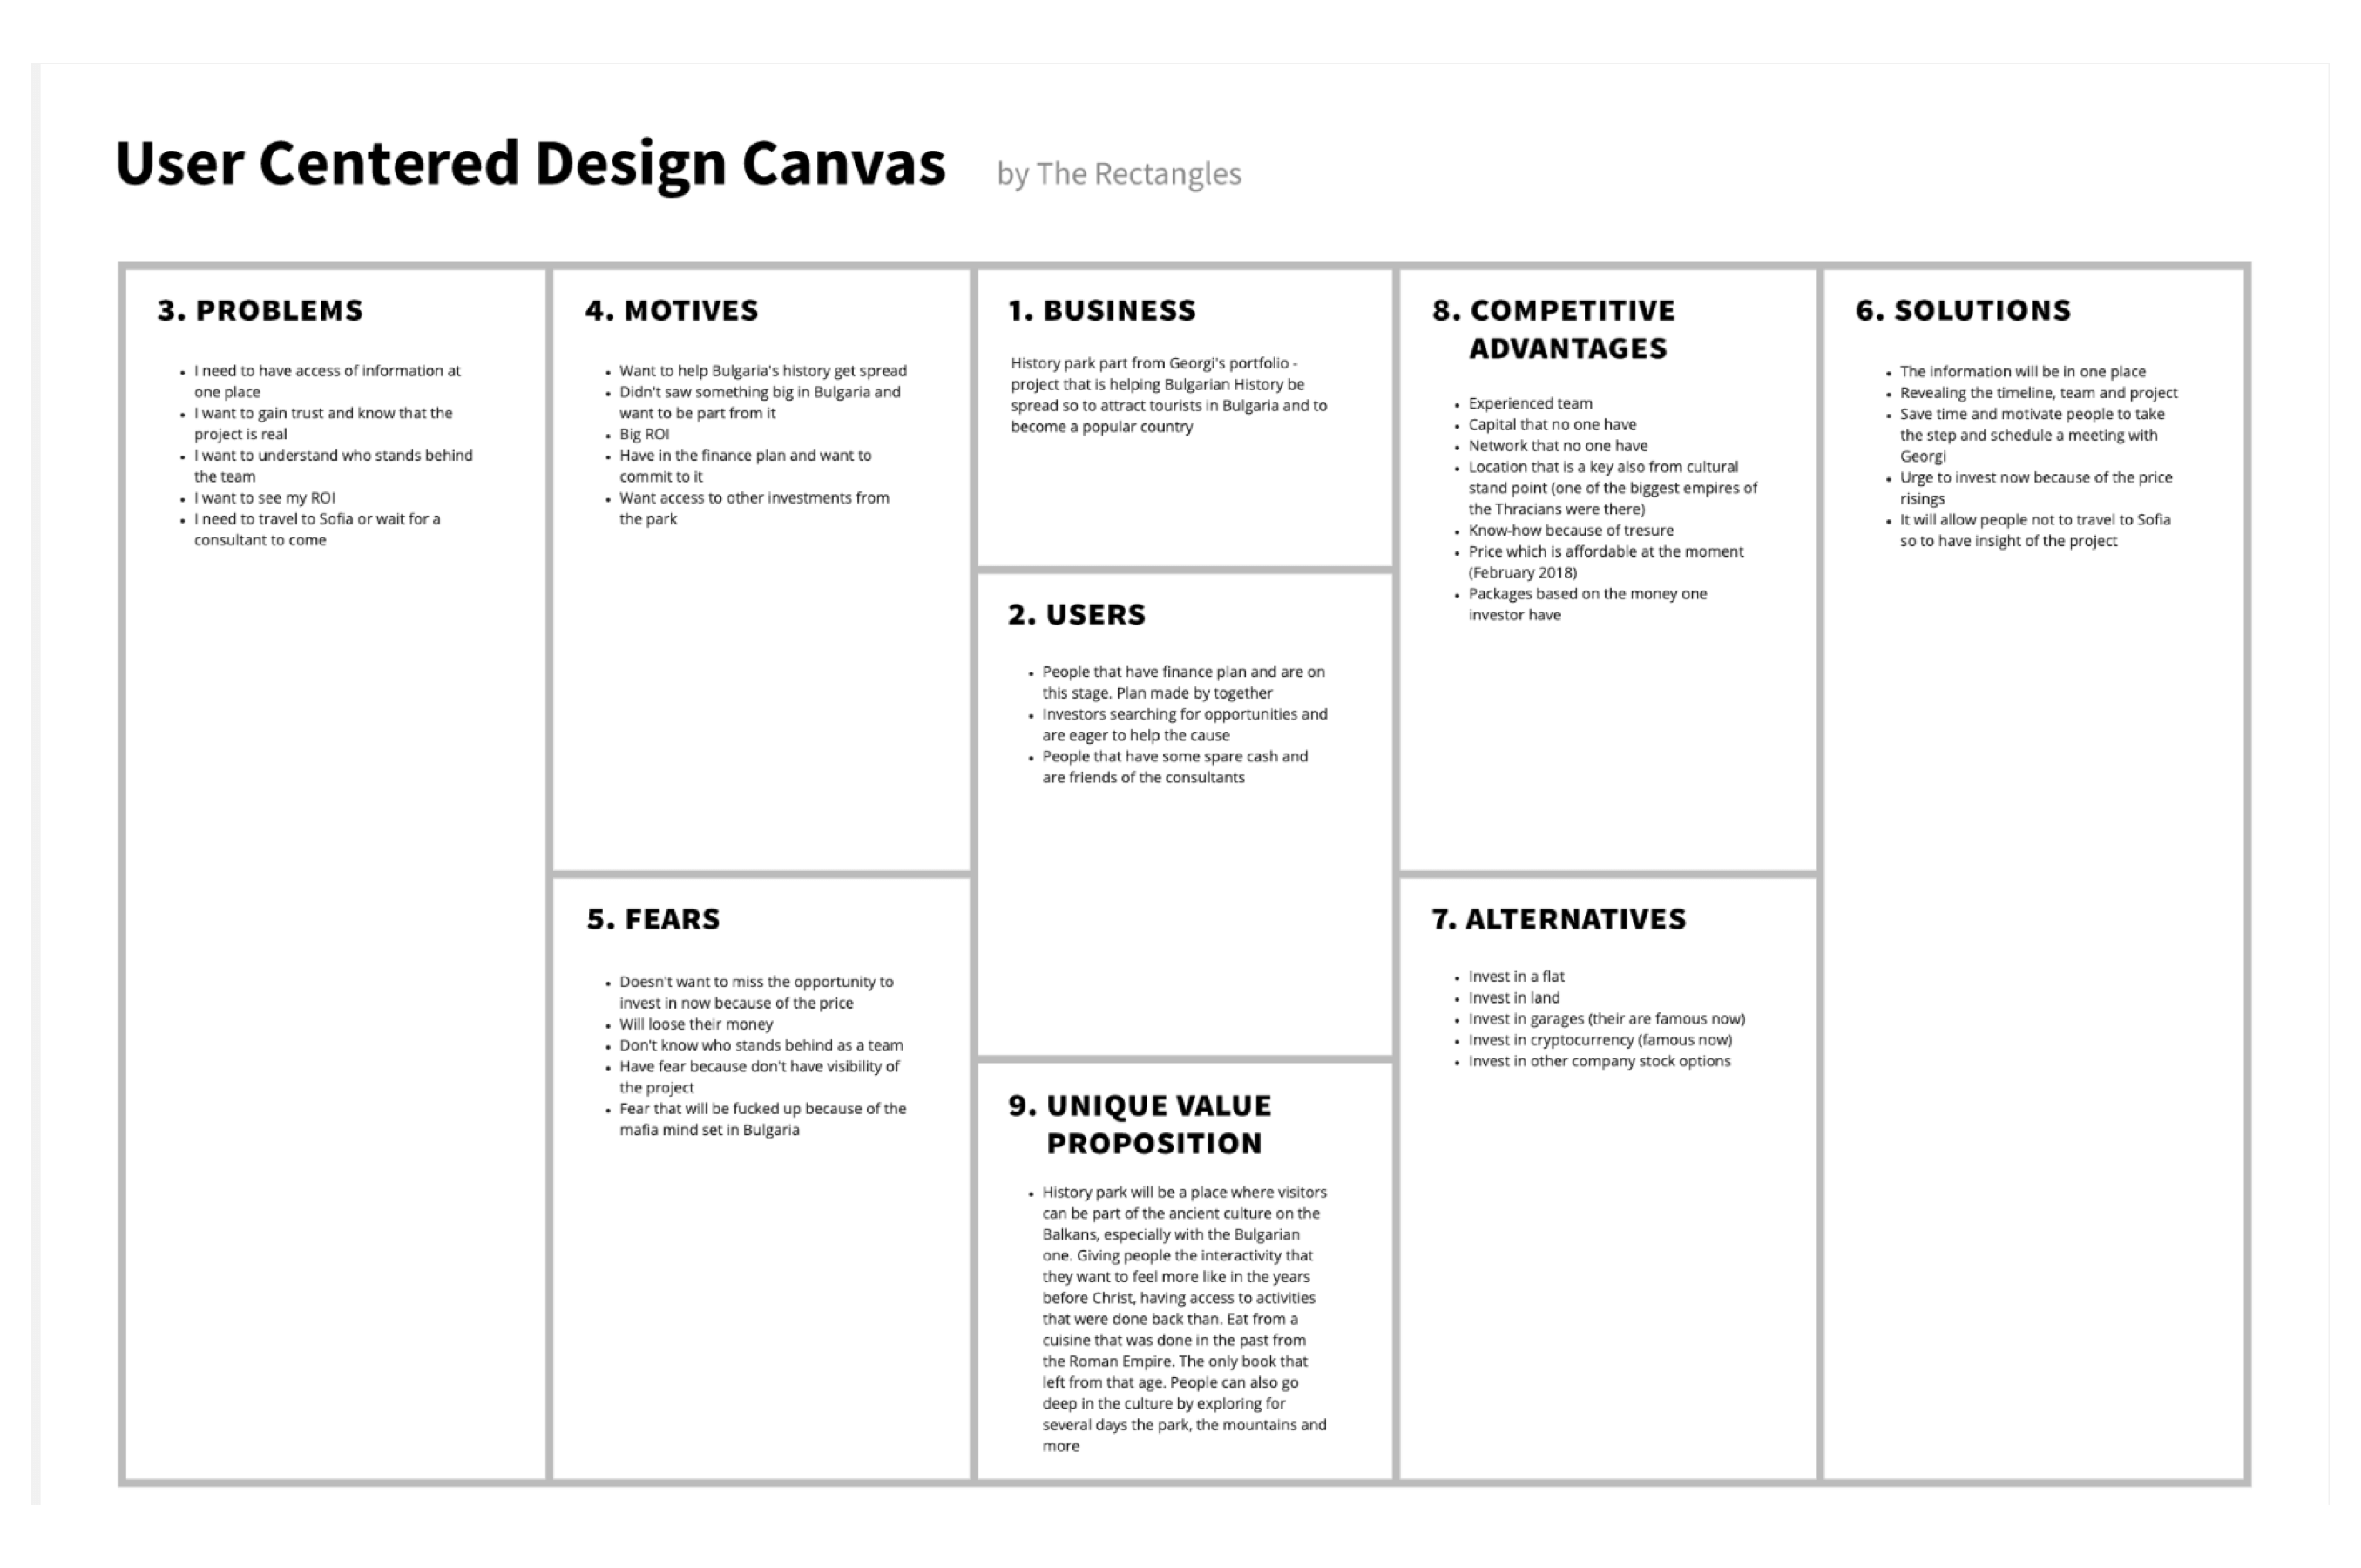 User Centered Design Canvas by The Rectangles
3. PROBLEMS
• I need to have access of information at
one place
• I want to gain trust and know that the
project is real
• I want to understand who stands behind
the team
• I want to see my ROI
• I need to travel to Sofia or wait for a
consultant to come
4. MOTIVES
• Want to help Bulgaria's history get spread
• Didn't saw something big in Bulgaria and
want to be part from it
• Big ROI
• Have in the finance plan and want to
commit to it
• Want access to other investments from
the park
5. FEARS
• Doesn't want to miss the opportunity to
invest in now because of the price
• Will loose their money
• Don't know who stands behind as a team
• Have fear because don't have visibility of
the project
• Fear that will be fucked up because of the
mafia mind set in Bulgaria
1. BUSINESS
History park part from Georgi's portfolio -
project that is helping Bulgarian History be
spread so to attract tourists in Bulgaria and to
become a popular country
2. USERS
• People that have finance plan and are on
this stage. Plan made by together
• Investors searching for opportunities and
are eager to help the cause
• People that have some spare cash and
are friends of the consultants
9. UNIQUE VALUE
PROPOSITION
• History park will be a place where visitors
can be part of the ancient culture on the
Balkans, especially with the Bulgarian
one. Giving people the interactivity that
they want to feel more like in the years
before Christ, having access to activities
that were done back than. Eat from a
cuisine that was done in the past from
the Roman Empire. The only book that
left from that age. People can also go
deep in the culture by exploring for
several days the park, the mountains and
more
8. COMPETITIVE
ADVANTAGES
• Experienced team
• Capital that no one have
• Network that no one have
• Location that is a key also from cultural
stand point (one of the biggest empires of
the Thracians were there)
• Know-how because of tresure
• Price which is affordable at the moment
(February 2018)
• Packages based on the money one
investor have
7. ALTERNATIVES
• Invest in a flat
• Invest in land
• Invest in garages (their are famous now)
• Invest in cryptocurrency (famous now)
• Invest in other company stock options
6. SOLUTIONS
• The information will be in one place
• Revealing the timeline, team and project
• Save time and motivate people to take
the step and schedule a meeting with
Georgi
• Urge to invest now because of the price
risings
• It will allow people not to travel to Sofia
so to have insight of the project